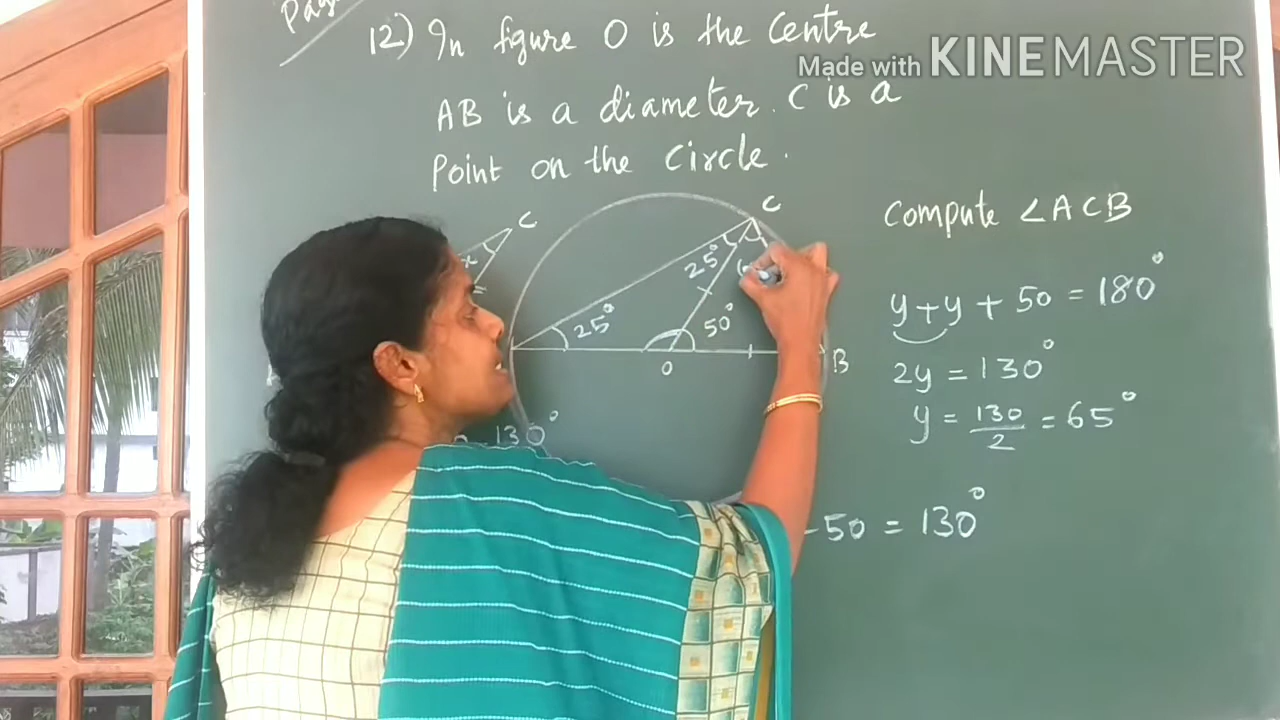 12) In figure O is the Centre
Made with KINEMASTER
AB is a diameter. C is a
Point on the Circle.
Compute ∠ACB
C
C
x
25°
25°
50°
O
B
y + y + 50 = 180°
2y = 130°
y = 130/2 = 65°
130°
-50 = 130°